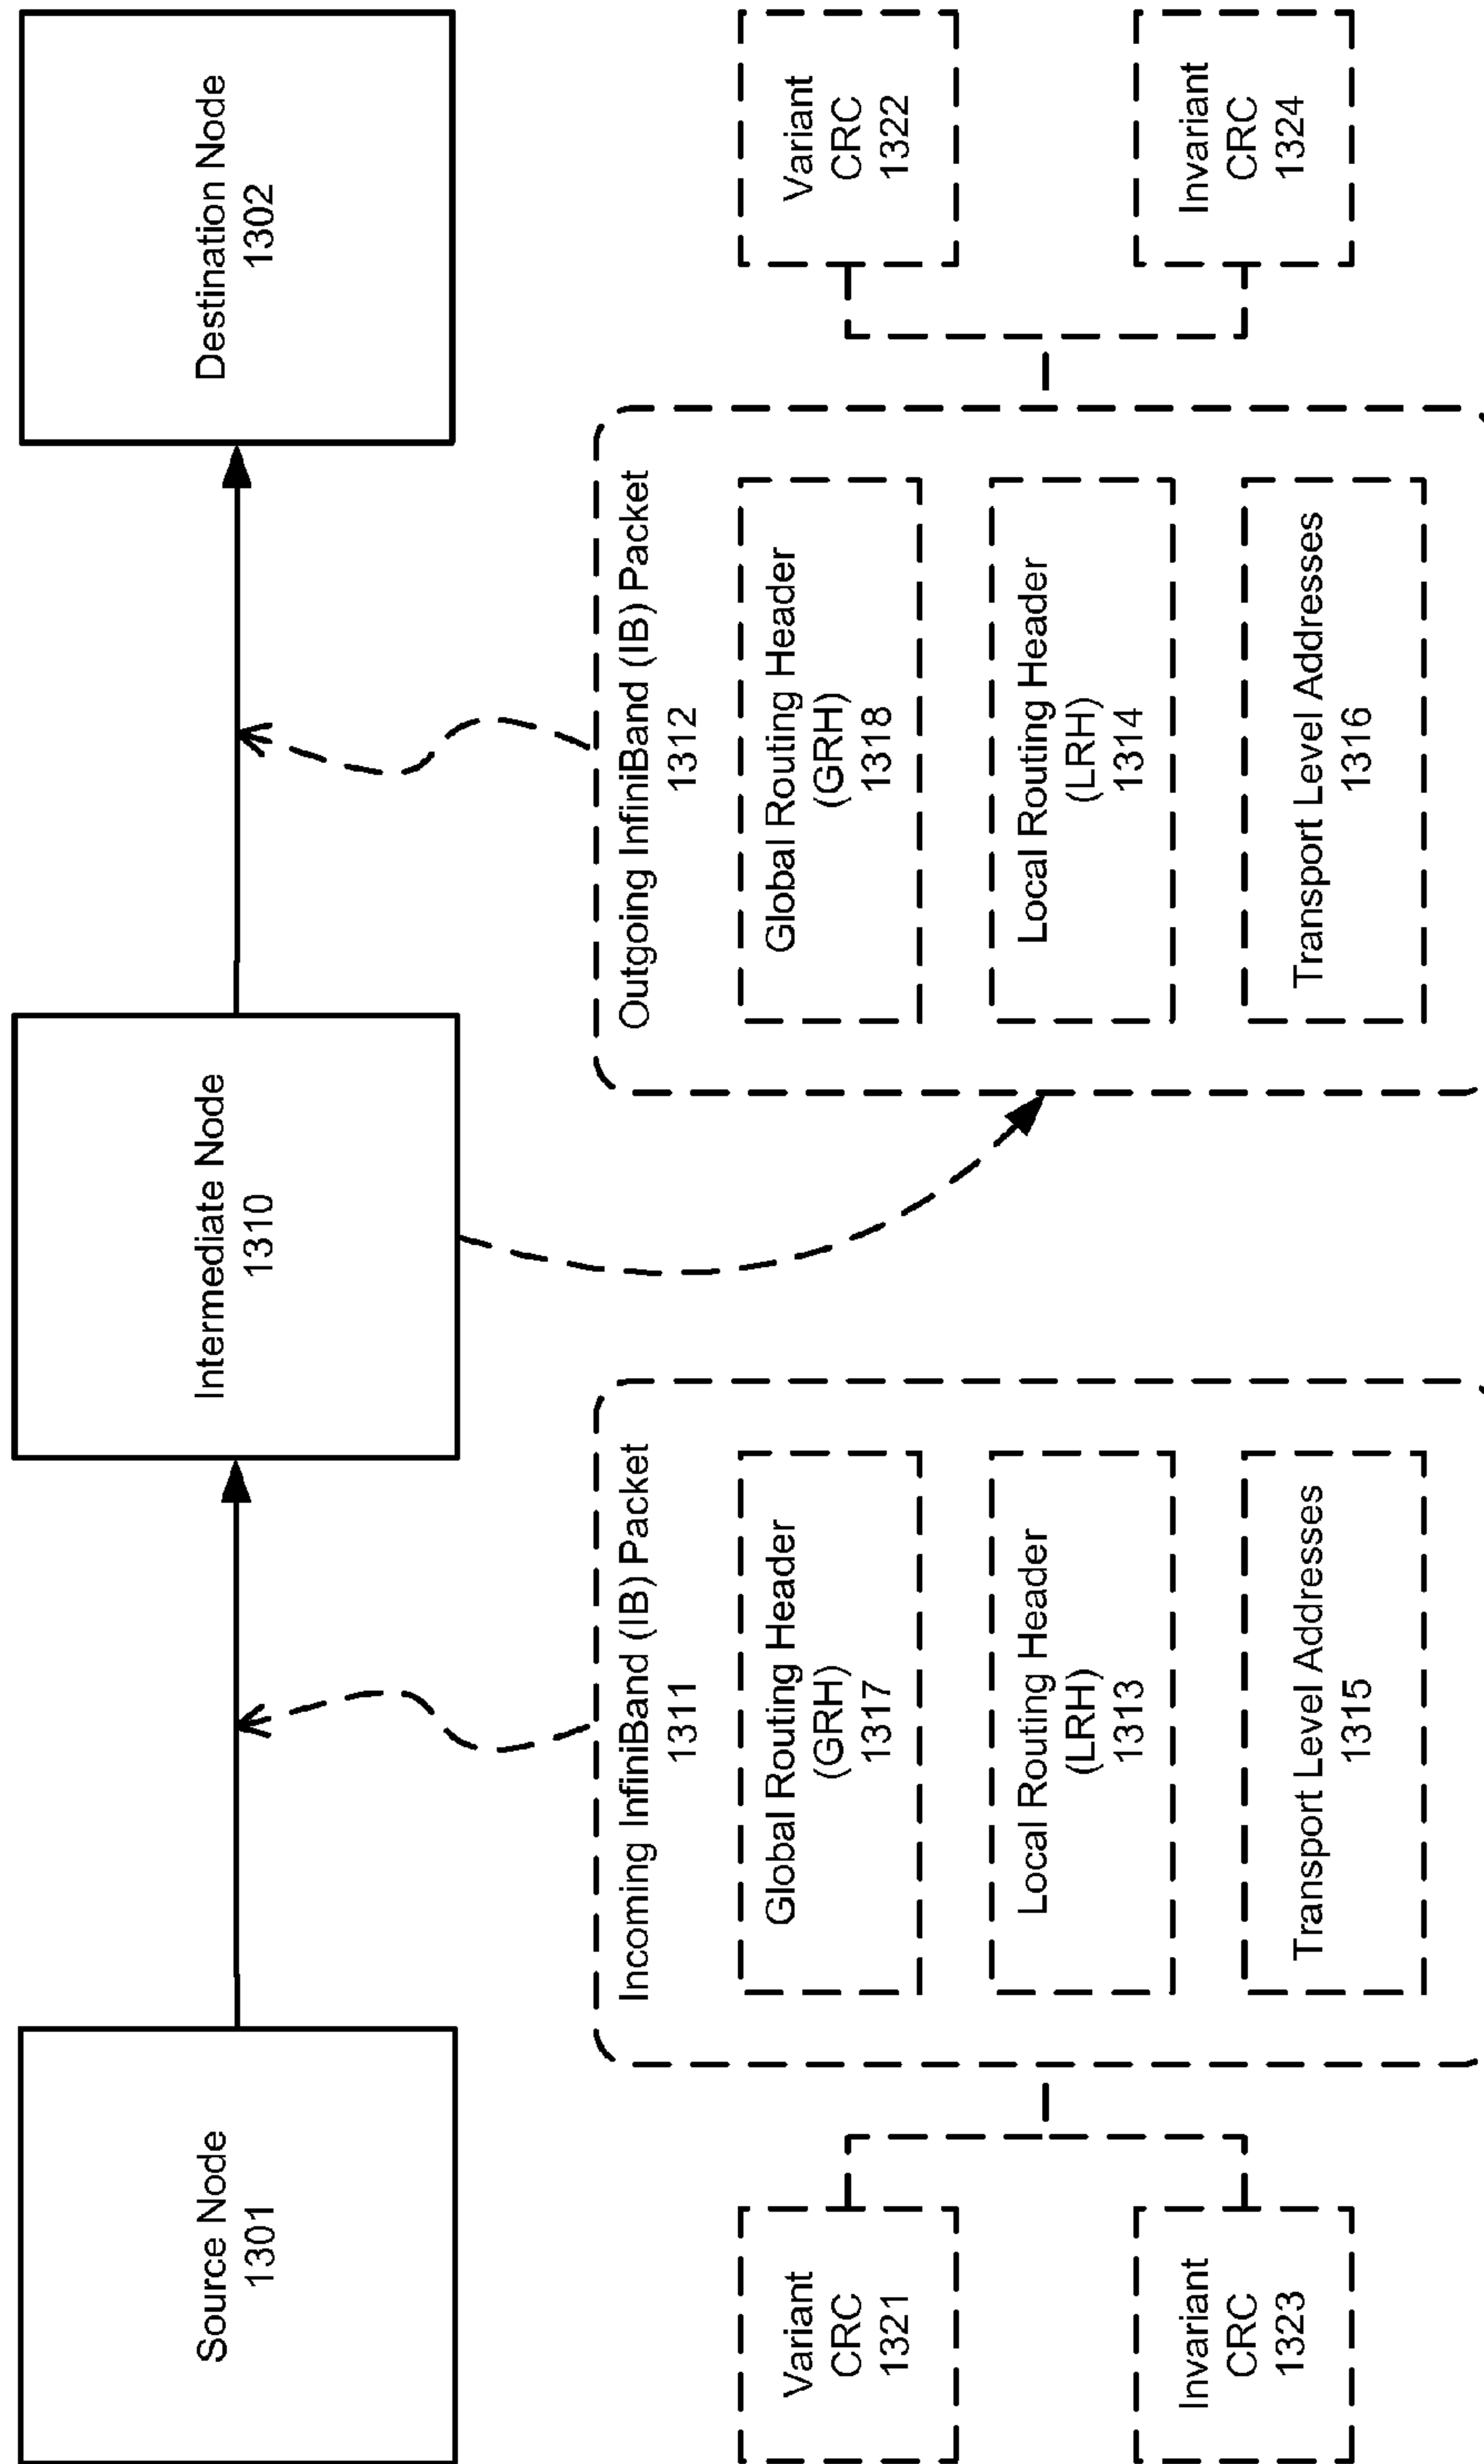 Source Node
1301
Intermediate Node
1310
Destination Node
1302
Incoming InfiniBand (IB) Packet
1311
Global Routing Header
(GRH)
1317
Local Routing Header
(LRH)
1313
Transport Level Addresses
1315
Outgoing InfiniBand (IB) Packet
1312
Global Routing Header
(GRH)
1318
Local Routing Header
(LRH)
1314
Transport Level Addresses
1316
Variant
CRC
1321
Invariant
CRC
1323
Variant
CRC
1322
Invariant
CRC
1324